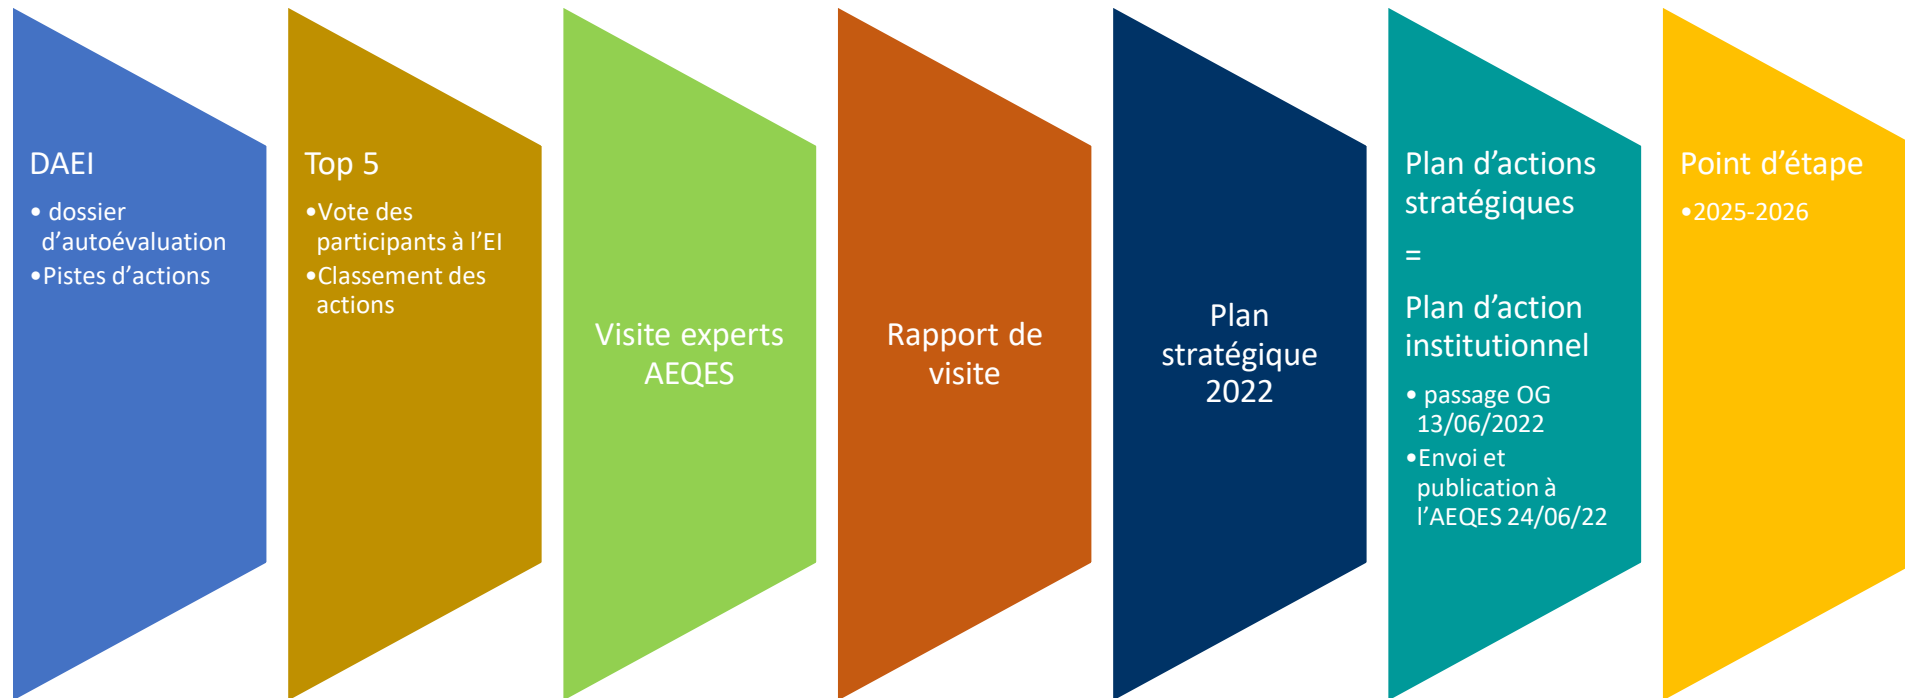 DAEI
• dossier
d’autoévaluation
•Pistes d’actions
Top 5
•Vote des
participants à l’EI
•Classement des
actions
Visite experts
AEQES
Rapport de
visite
Plan
stratégique
2022
Plan d’actions
stratégiques
=
Plan d’action
institutionnel
• passage OG
13/06/2022
•Envoi et
publication à
l’AEQES 24/06/22
Point d’étape
•2025-2026